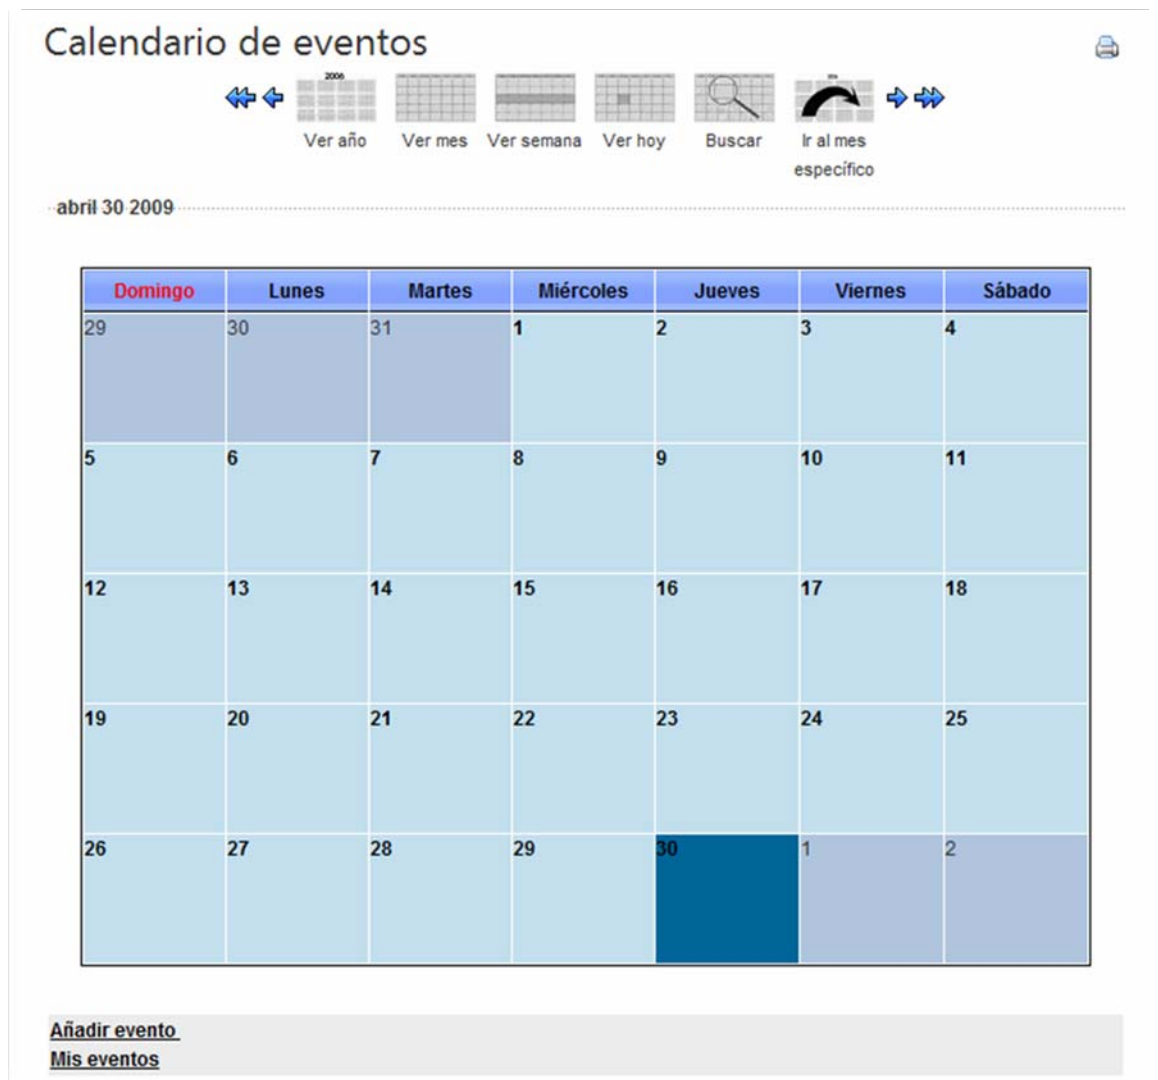 Calendario de eventos
2006
Ver año Ver mes Ver semana Ver hoy Buscar Ir al mes
específico
abril 30 2009
Domingo Lunes Martes Miércoles Jueves Viernes Sábado
29 30 31 1 2 3 4
5 6 7 8 9 10 11
12 13 14 15 16 17 18
19 20 21 22 23 24 25
26 27 28 29 30 1 2
Añadir evento
Mis eventos